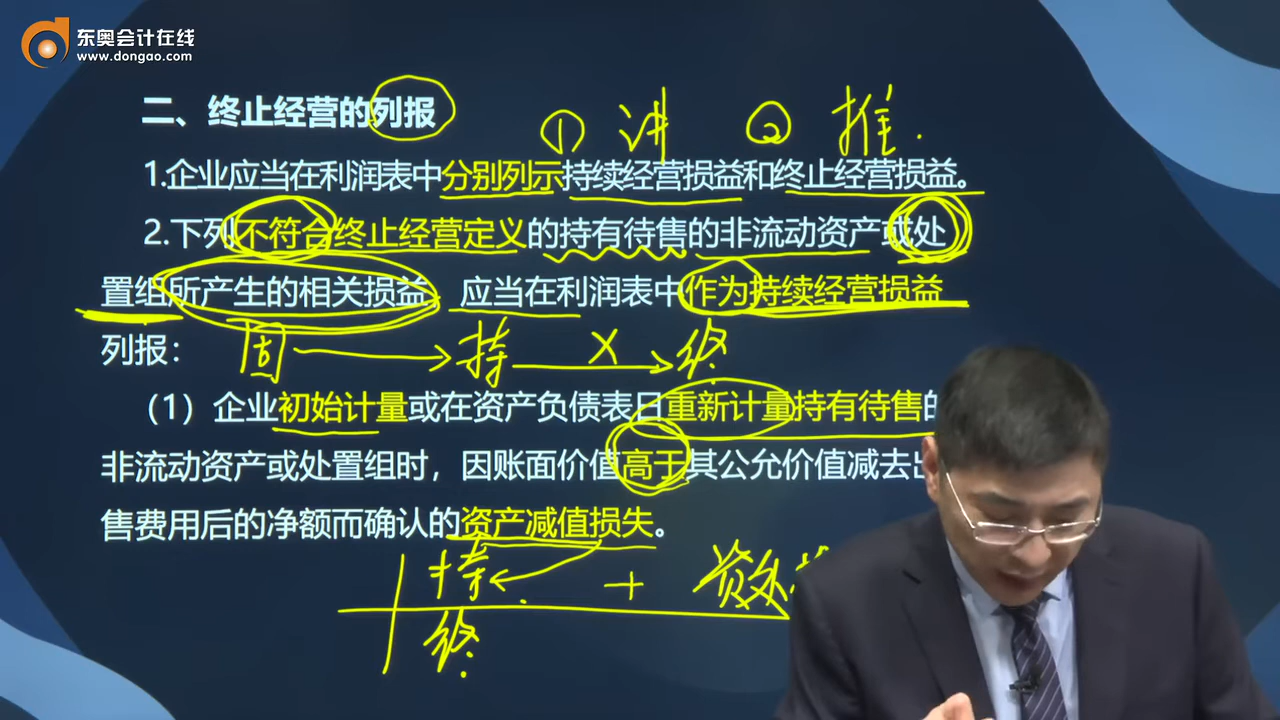 东奥会计在线
www.dongao.com
二、终止经营的列报
① 讲 ② 推.
1.企业应当在利润表中分别列示持续经营损益和终止经营损益。
2.下列不符合终止经营定义的持有待售的非流动资产或处
置组所产生的相关损益，应当在利润表中作为持续经营损益
列报：
固 → 持 X → 终
（1）企业初始计量或在资产负债表日重新计量持有待售的
非流动资产或处置组时，因账面价值高于其公允价值减去出
售费用后的净额而确认的资产减值损失。
持 + 资处
终